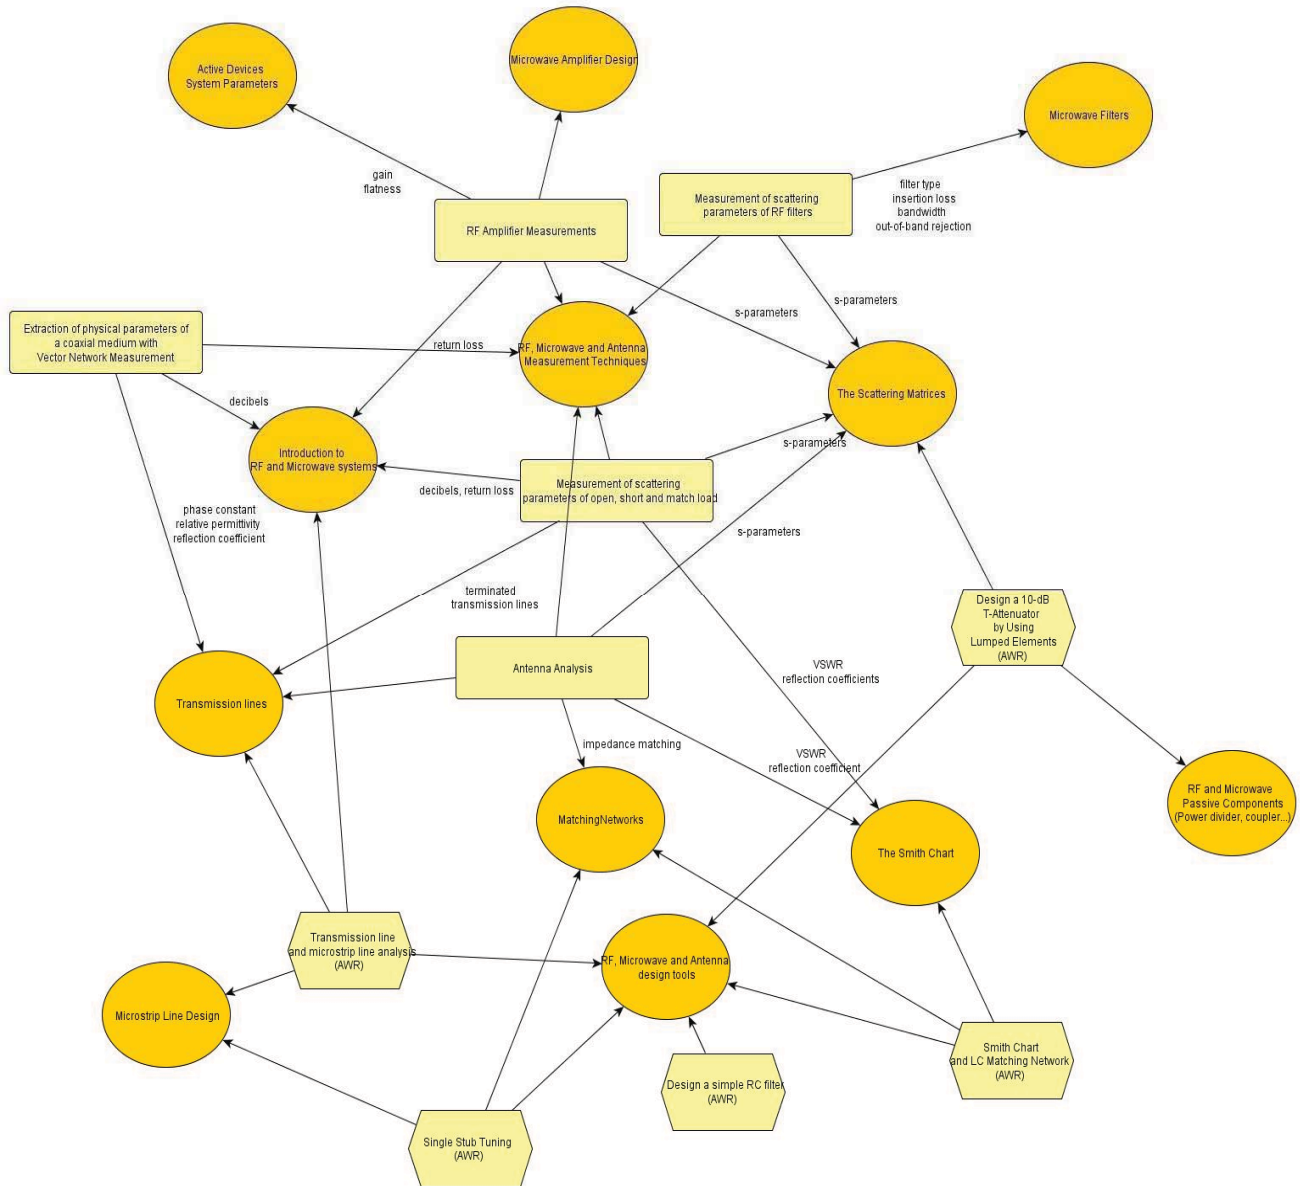 Microwave Amplifier Design
Active Devices
System Parameters
Microwave Filters
gain
flatness
filter type
insertion loss
bandwidth
out-of-band rejection
Measurement of scattering
parameters of RF filters
RF Amplifier Measurements
s-parameters
s-parameters
Extraction of physical parameters of
a coaxial medium with
Vector Network Measurement
return loss
RF, Microwave and Antenna
Measurement Techniques
The Scattering Matrices
decibels
Introduction to
RF and Microwave systems
s-parameters
decibels, return loss
Measurement of scattering
parameters of open, short and match load
phase constant
relative permittivity
reflection coefficient
s-parameters
terminated
transmission lines
Design a 10-dB
T-Attenuator
by Using
Lumped Elements
(AWR)
Antenna Analysis
VSWR
reflection coefficients
Transmission lines
impedance matching
VSWR
reflection coefficient
RF and Microwave
Passive Components
(Power divider, coupler...)
MatchingNetworks
The Smith Chart
Transmission line
and microstrip line analysis
(AWR)
RF, Microwave and Antenna
design tools
Microstrip Line Design
Smith Chart
and LC Matching Network
(AWR)
Design a simple RC filter
(AWR)
Single Stub Tuning
(AWR)